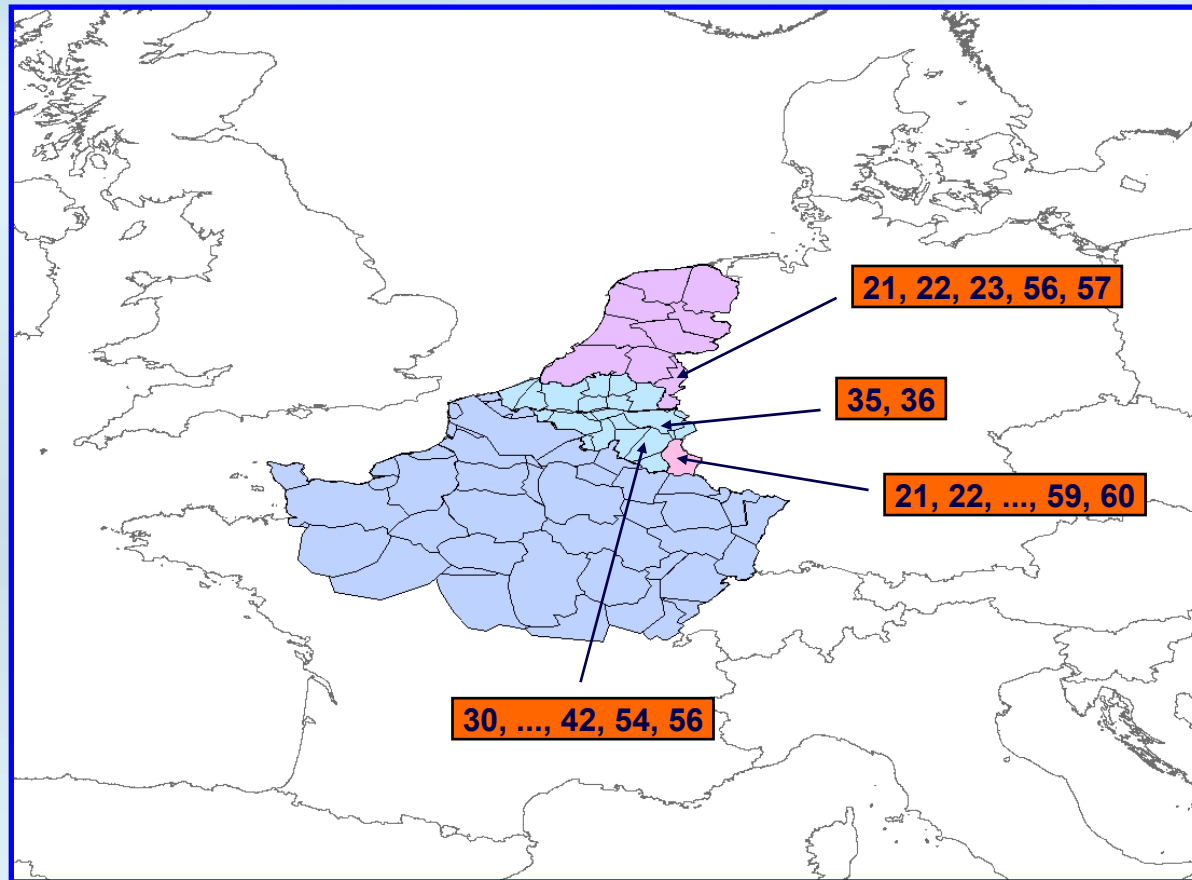 21, 22, 23, 56, 57
35, 36
21, 22, ..., 59, 60
30, ..., 42, 54, 56